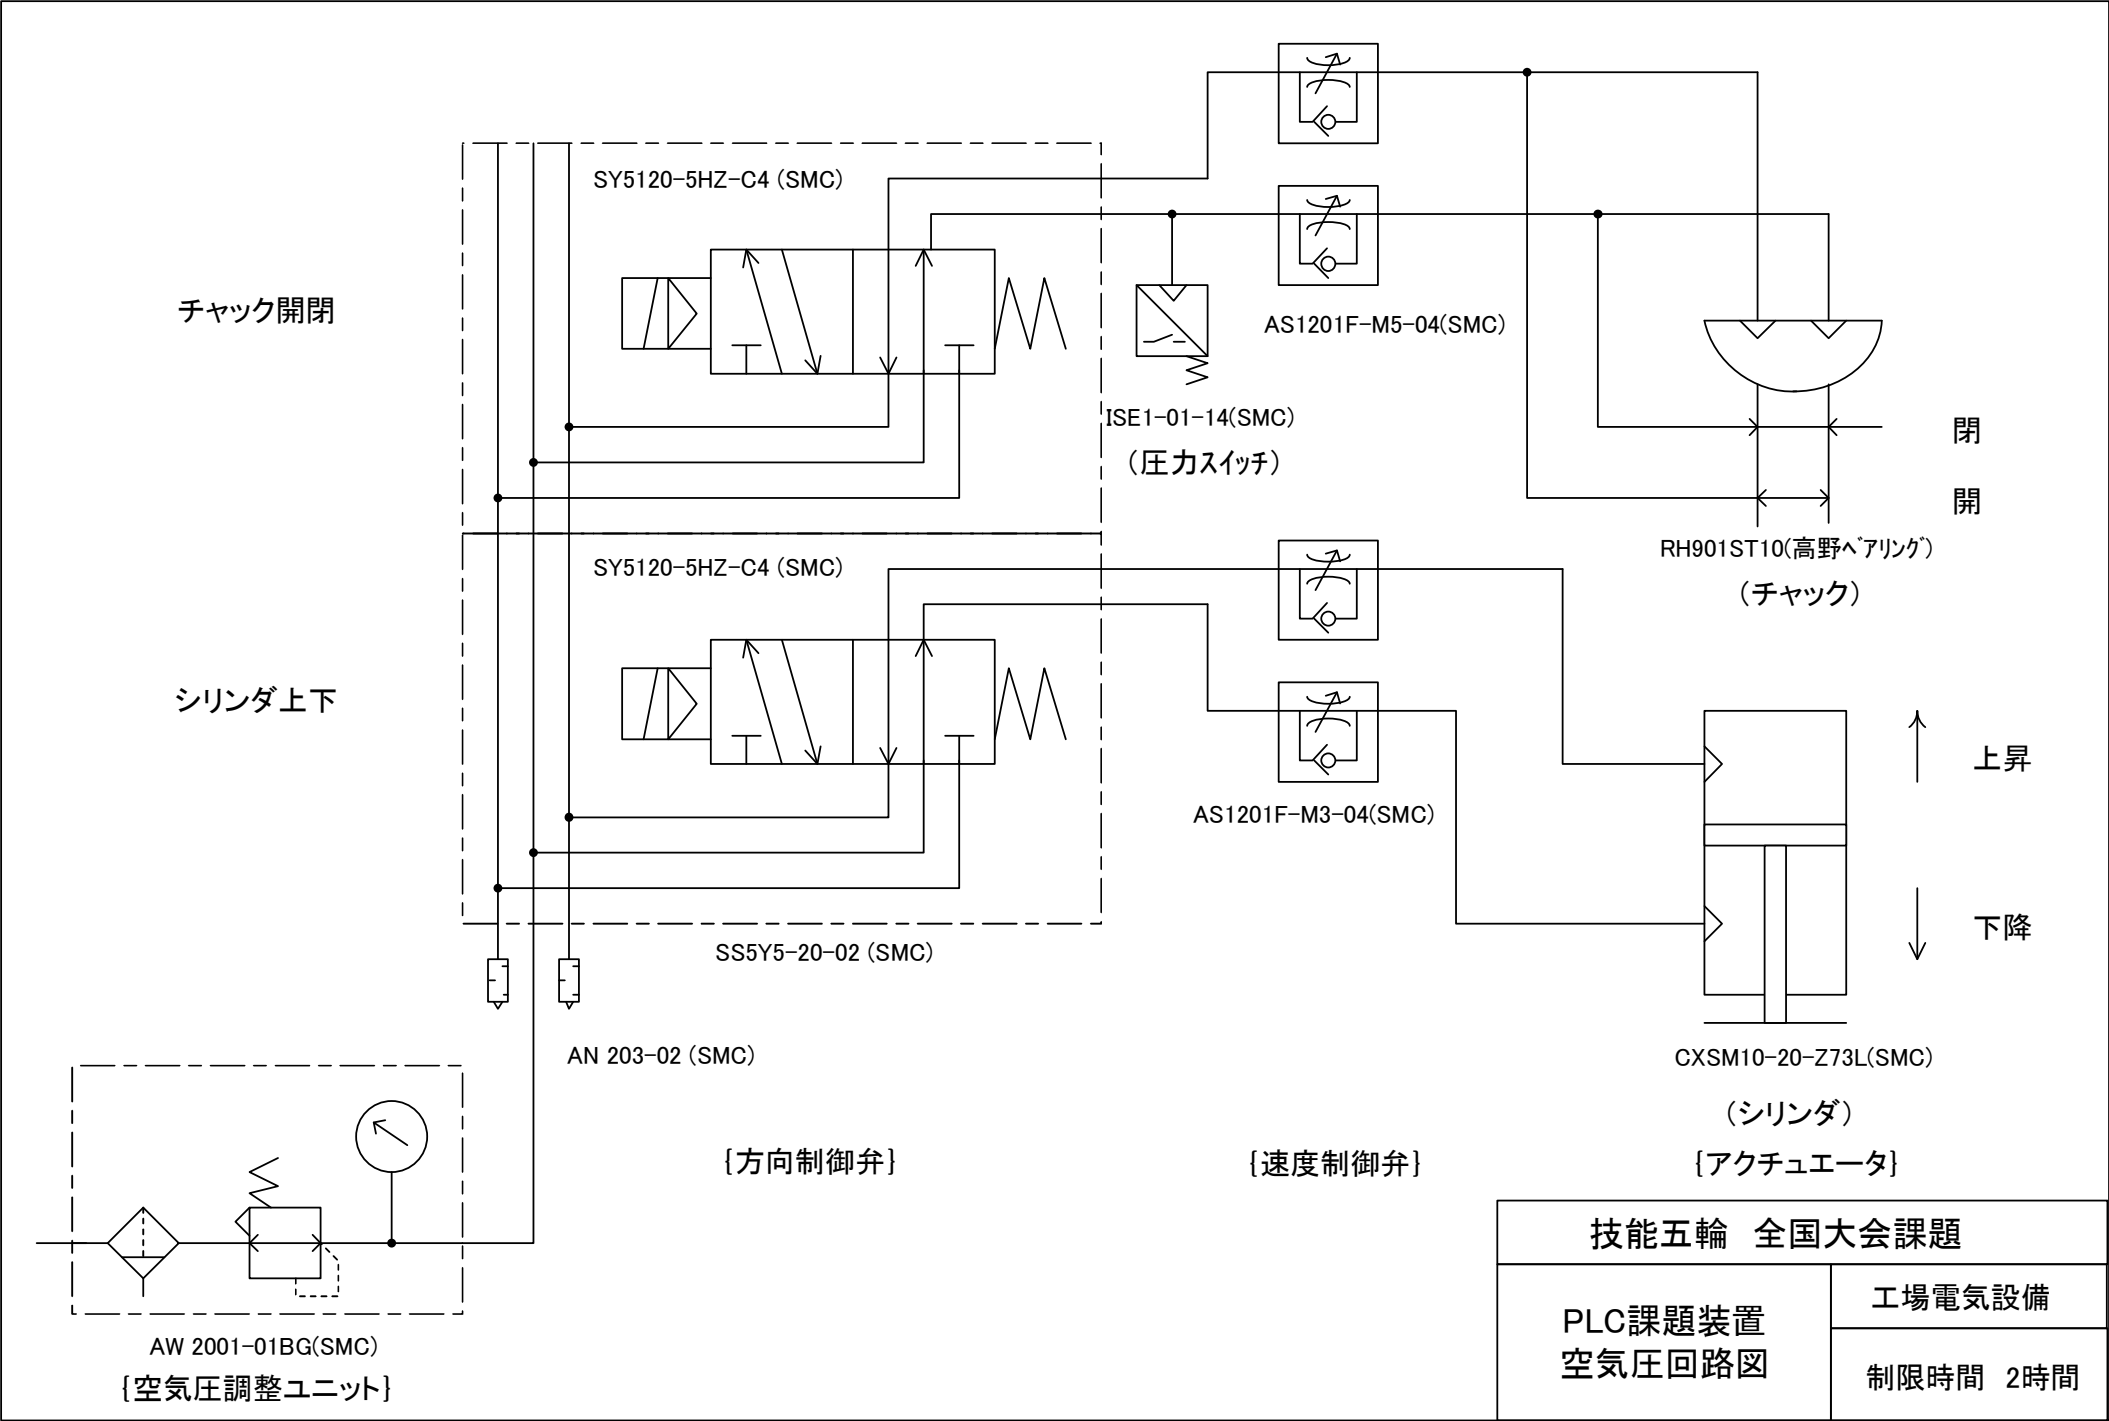 SY5120-5HZ-C4 (SMC)
チャック開閉
AS1201F-M5-04(SMC)
ISE1-01-14(SMC)
(圧力スイッチ)
閉
開
RH901ST10(高野ベアリング)
(チャック)
SY5120-5HZ-C4 (SMC)
シリンダ上下
上昇
AS1201F-M3-04(SMC)
下降
SS5Y5-20-02 (SMC)
AN 203-02 (SMC)
CXSM10-20-Z73L(SMC)
(シリンダ)
{方向制御弁}
{速度制御弁}
{アクチュエータ}
AW 2001-01BG(SMC)
{空気圧調整ユニット}
技能五輪 全国大会課題
PLC課題装置
空気圧回路図
工場電気設備
制限時間 2時間